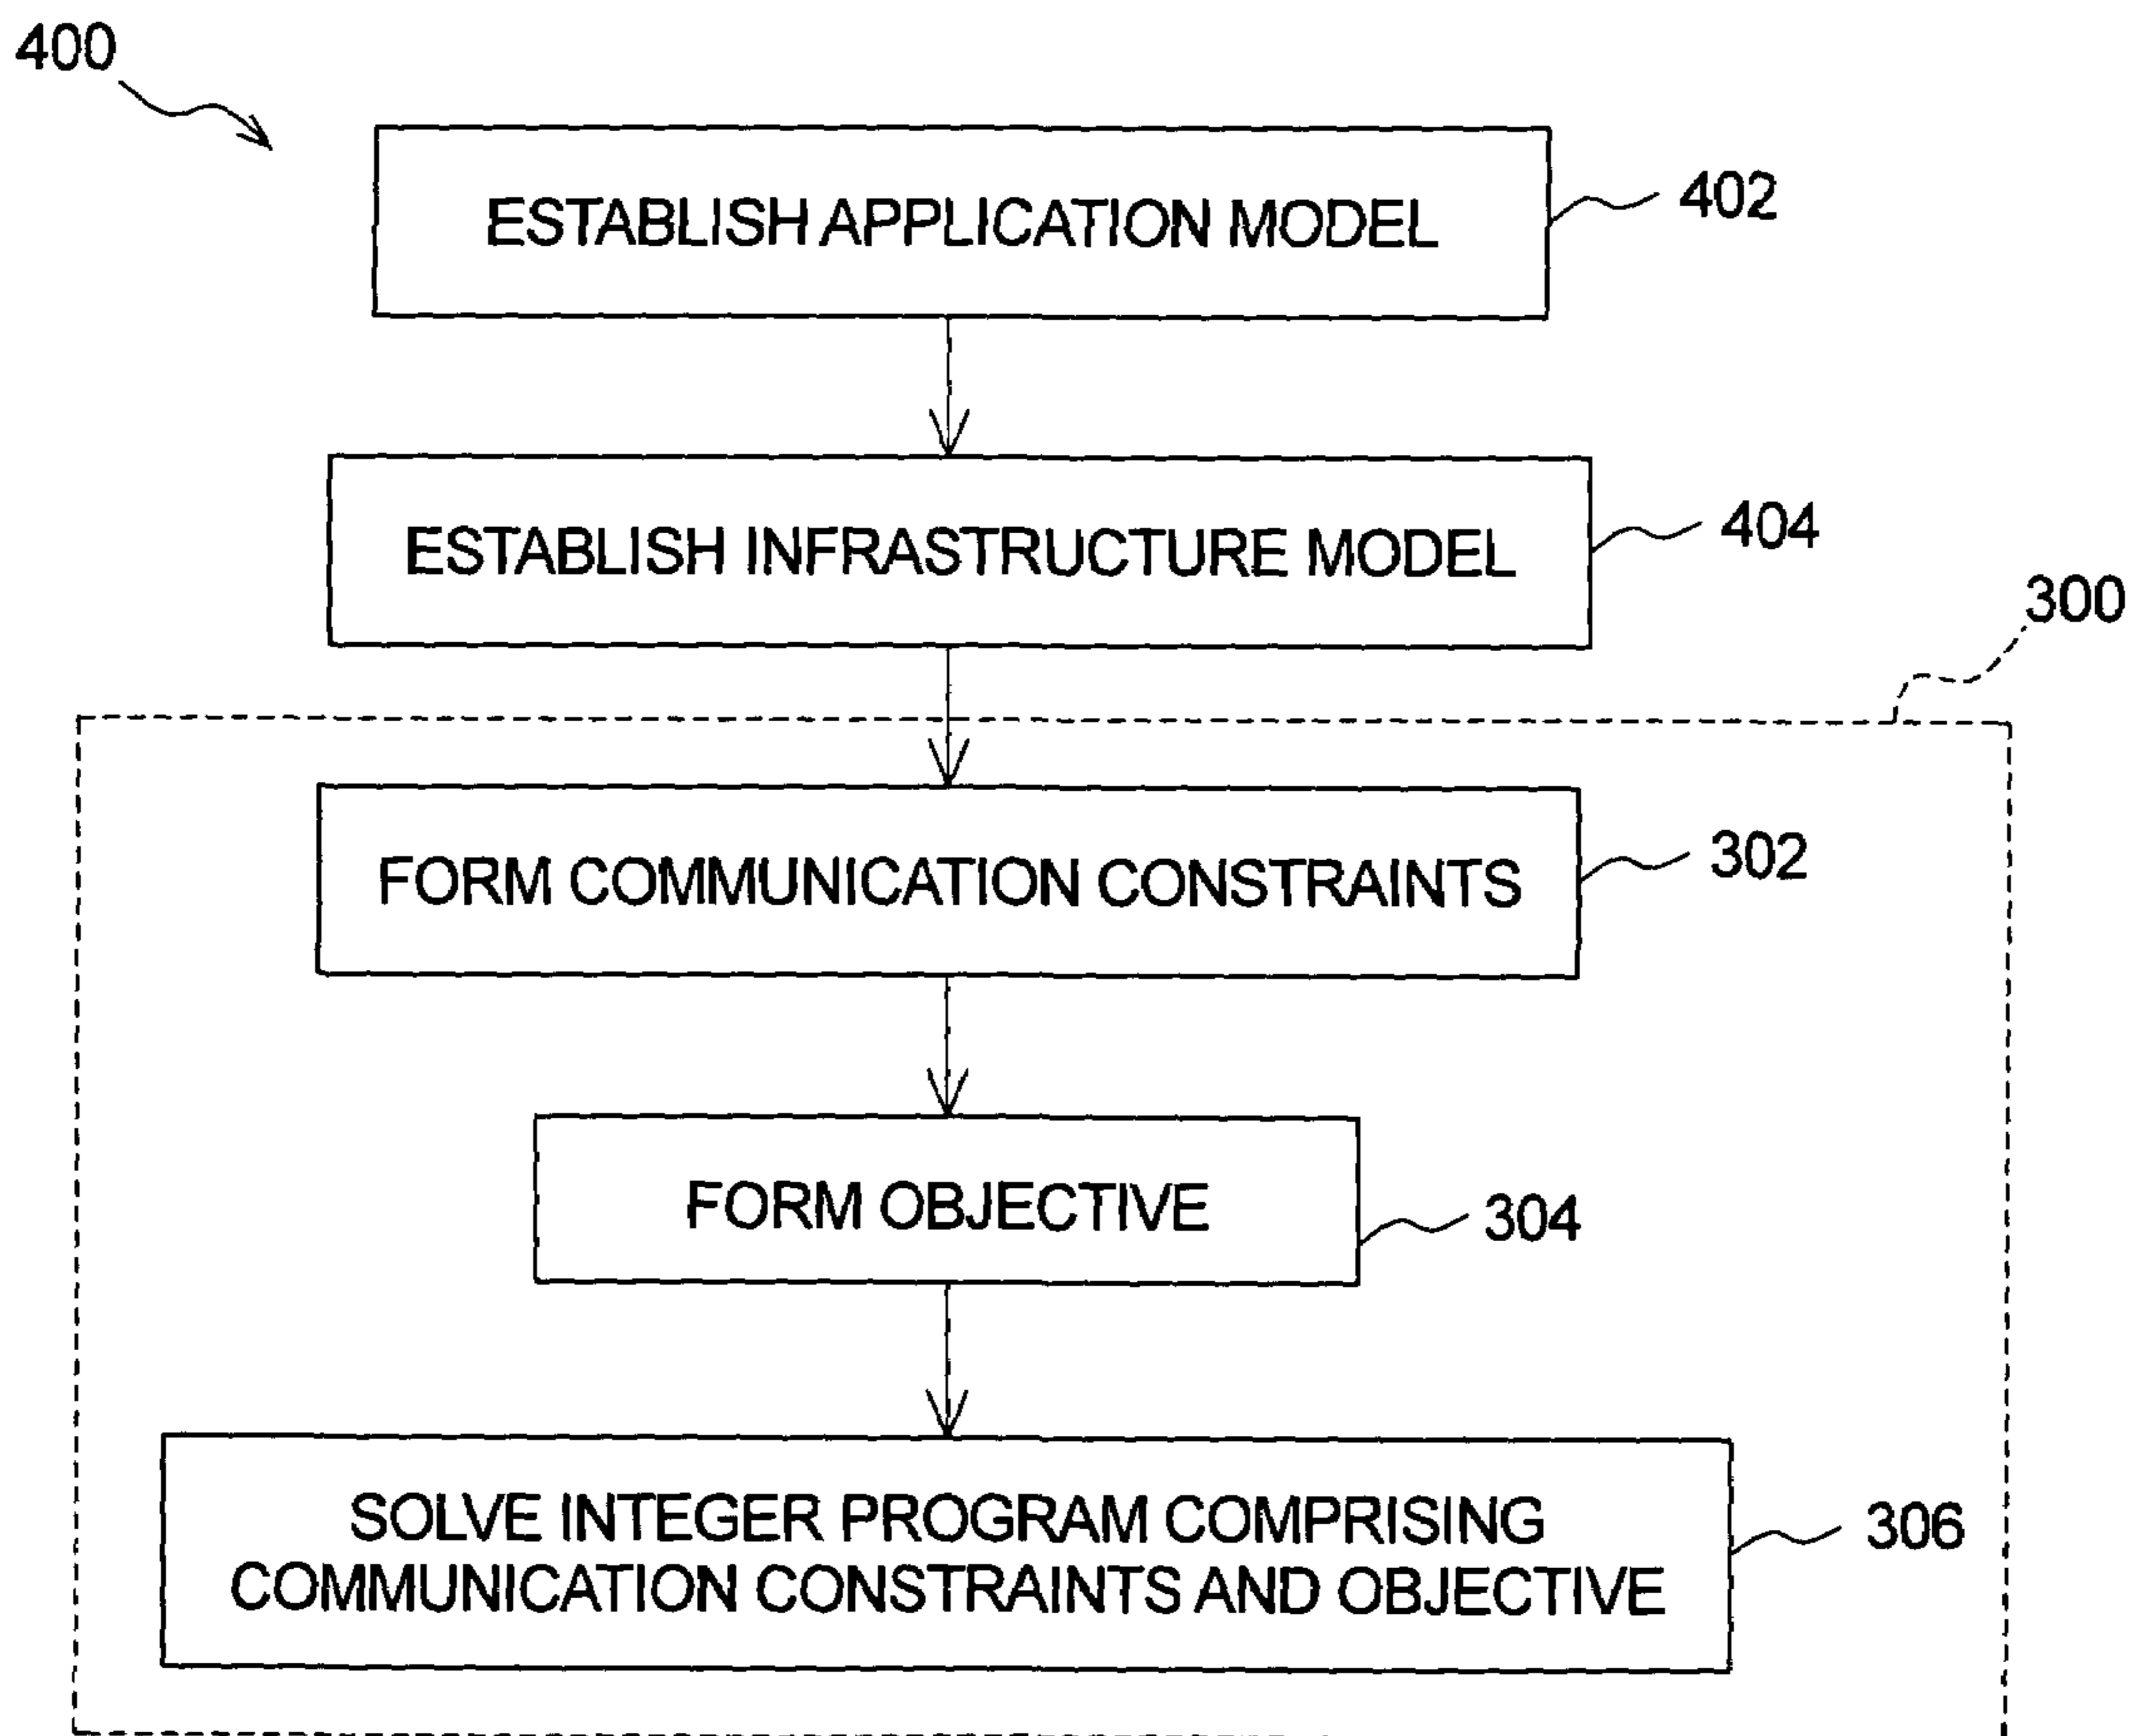 400
ESTABLISH APPLICATION MODEL
402
ESTABLISH INFRASTRUCTURE MODEL
404
300
FORM COMMUNICATION CONSTRAINTS
302
FORM OBJECTIVE
304
SOLVE INTEGER PROGRAM COMPRISING
COMMUNICATION CONSTRAINTS AND OBJECTIVE
306